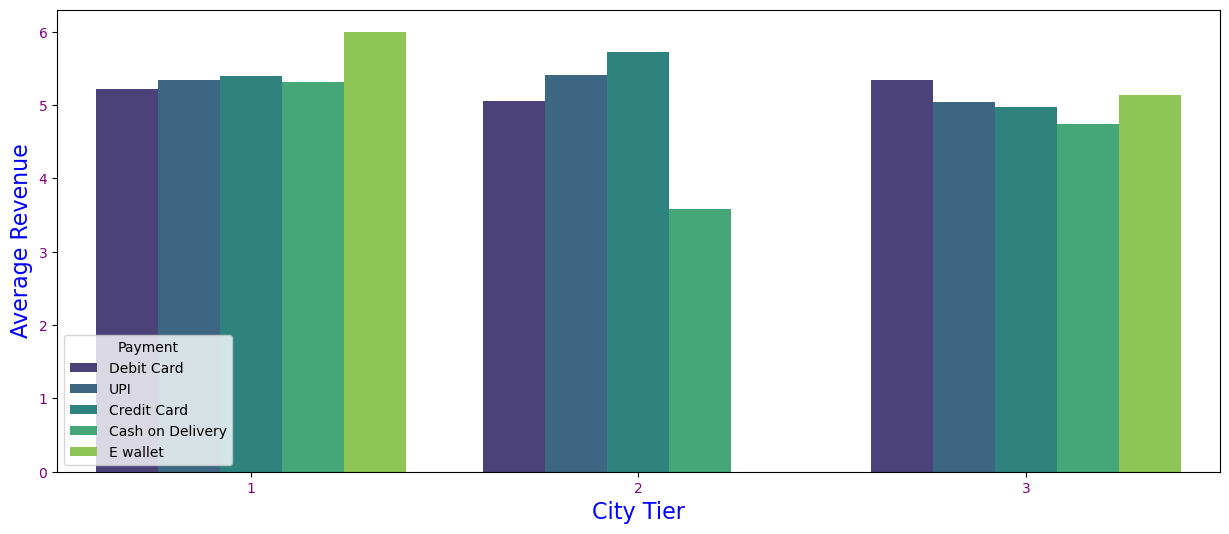 Average Revenue
6
5
4
3
2
1
0
Payment
Debit Card
UPI
Credit Card
Cash on Delivery
E wallet
1 2 3
City Tier